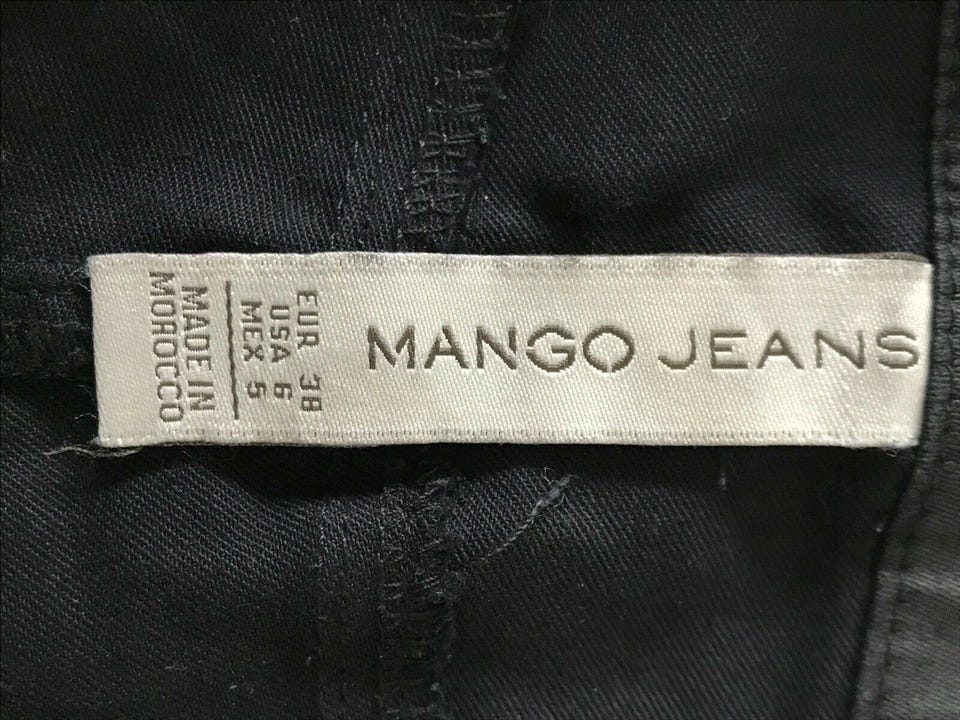 MANGO JEANS
EUR 38
USA 6
MEX 5
MADE IN
MOROCCO